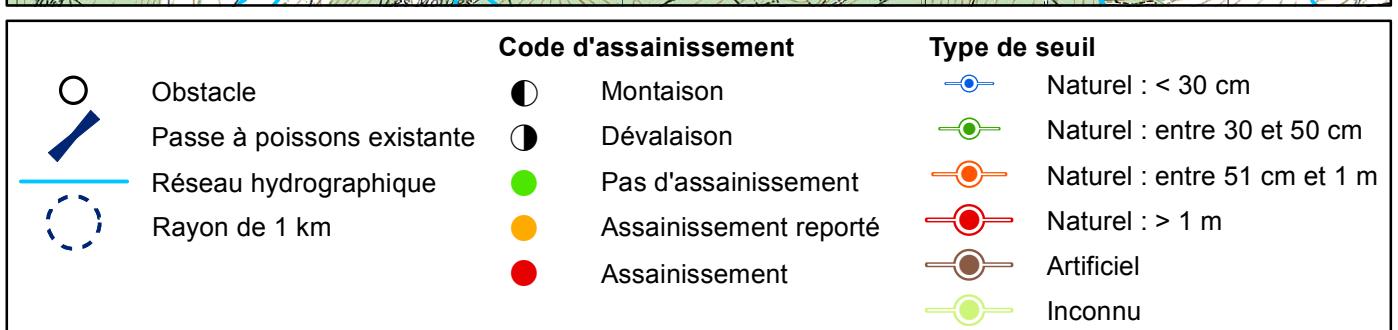 Obstacle
Passe à poissons existante
Réseau hydrographique
Rayon de 1 km
Code d'assainissement
Montaison
Dévalaison
Pas d'assainissement
Assainissement reporté
Assainissement
Type de seuil
Naturel : < 30 cm
Naturel : entre 30 et 50 cm
Naturel : entre 51 cm et 1 m
Naturel : > 1 m
Artificiel
Inconnu